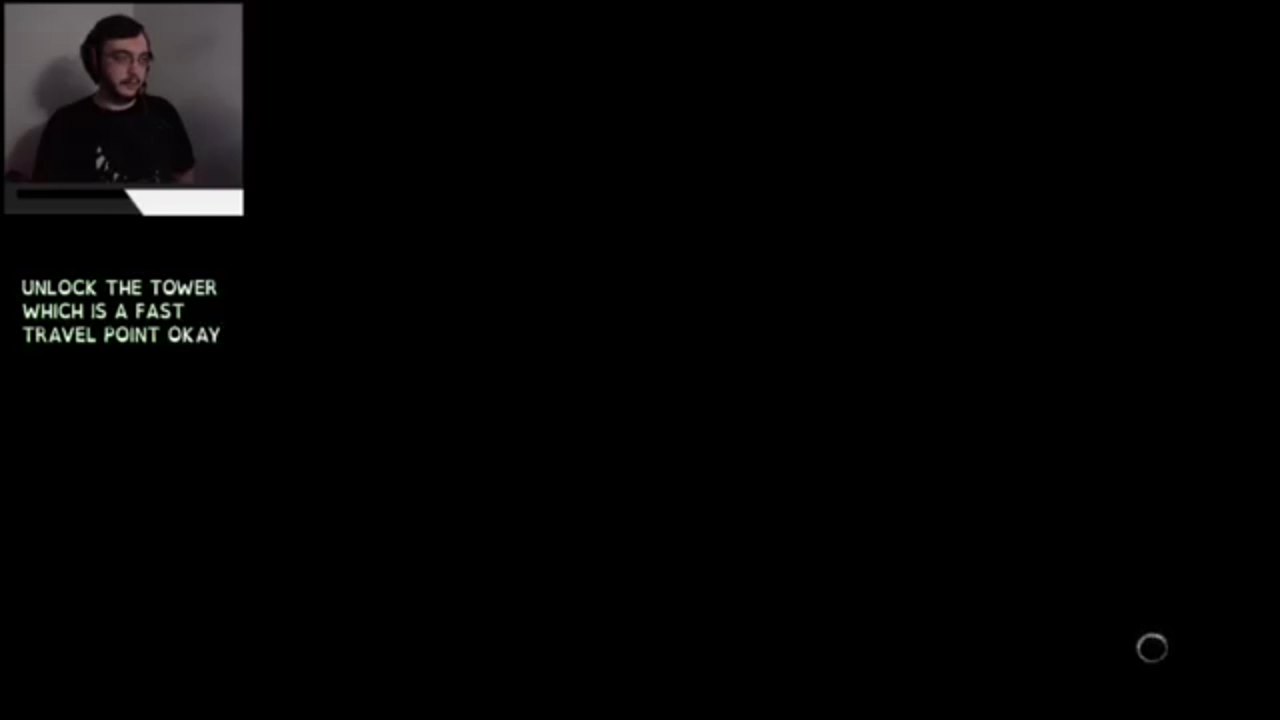 UNLOCK THE TOWER
WHICH IS A FAST
TRAVEL POINT OKAY